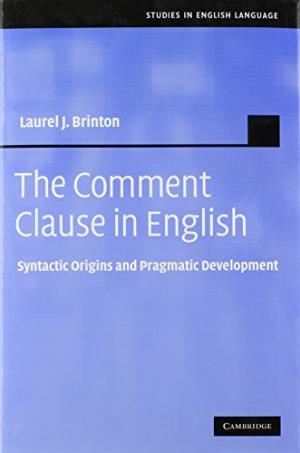 STUDIES IN ENGLISH LANGUAGE
Laurel J. Brinton
The Comment
Clause in English
Syntactic Origins and Pragmatic Development
CAMBRIDGE